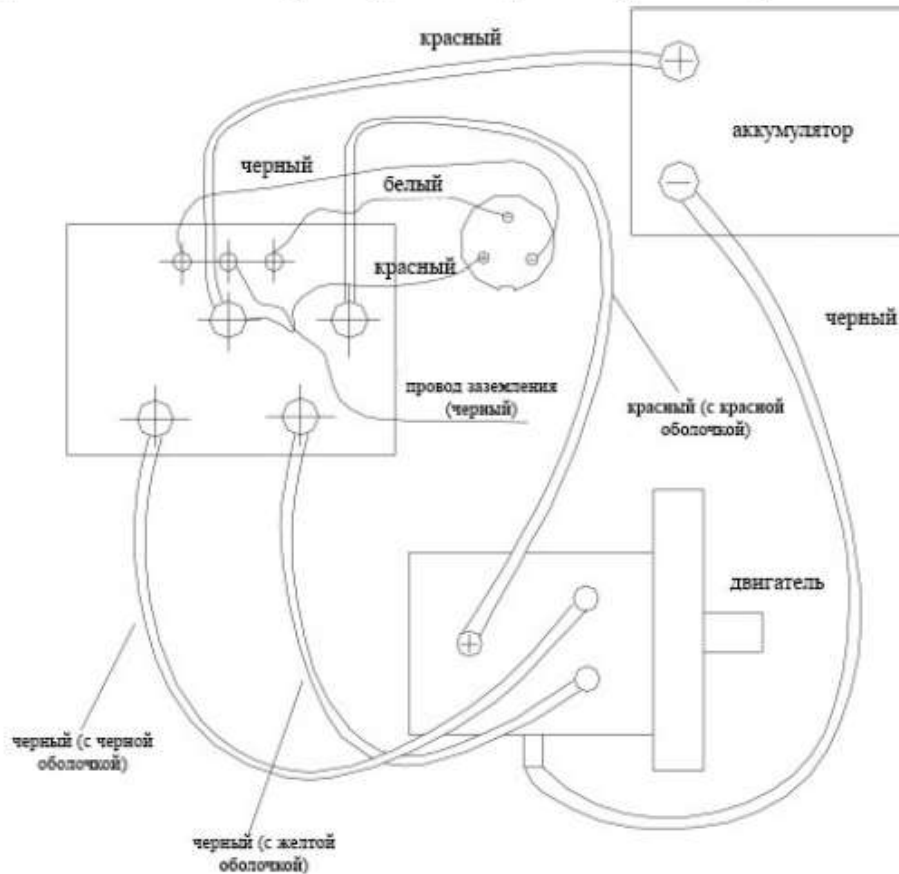 красный
аккумулятор
черный
белый
красный
черный
провод заземления
(черный)
красный (с красной
оболочкой)
двигатель
черный (с черной
оболочкой)
черный (с желтой
оболочкой)